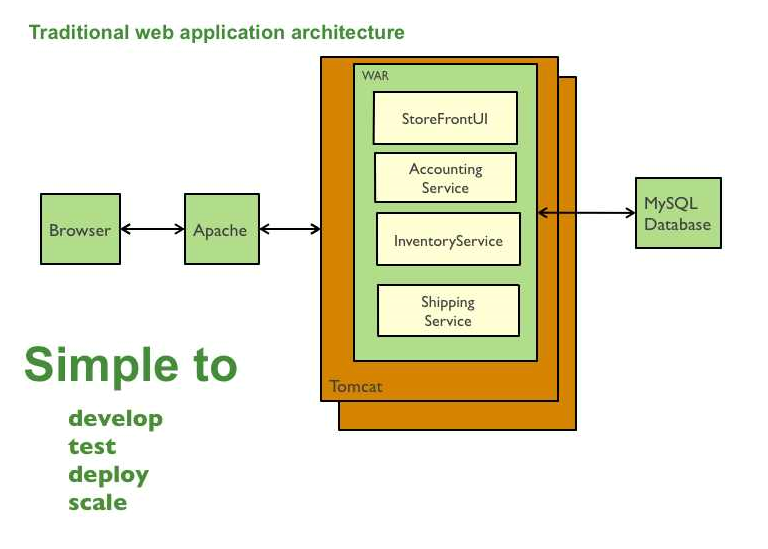 Traditional web application architecture
WAR
StoreFrontUI
Accounting
Service
InventoryService
Shipping
Service
Tomcat
Browser
Apache
MySQL
Database
Simple to
develop
test
deploy
scale